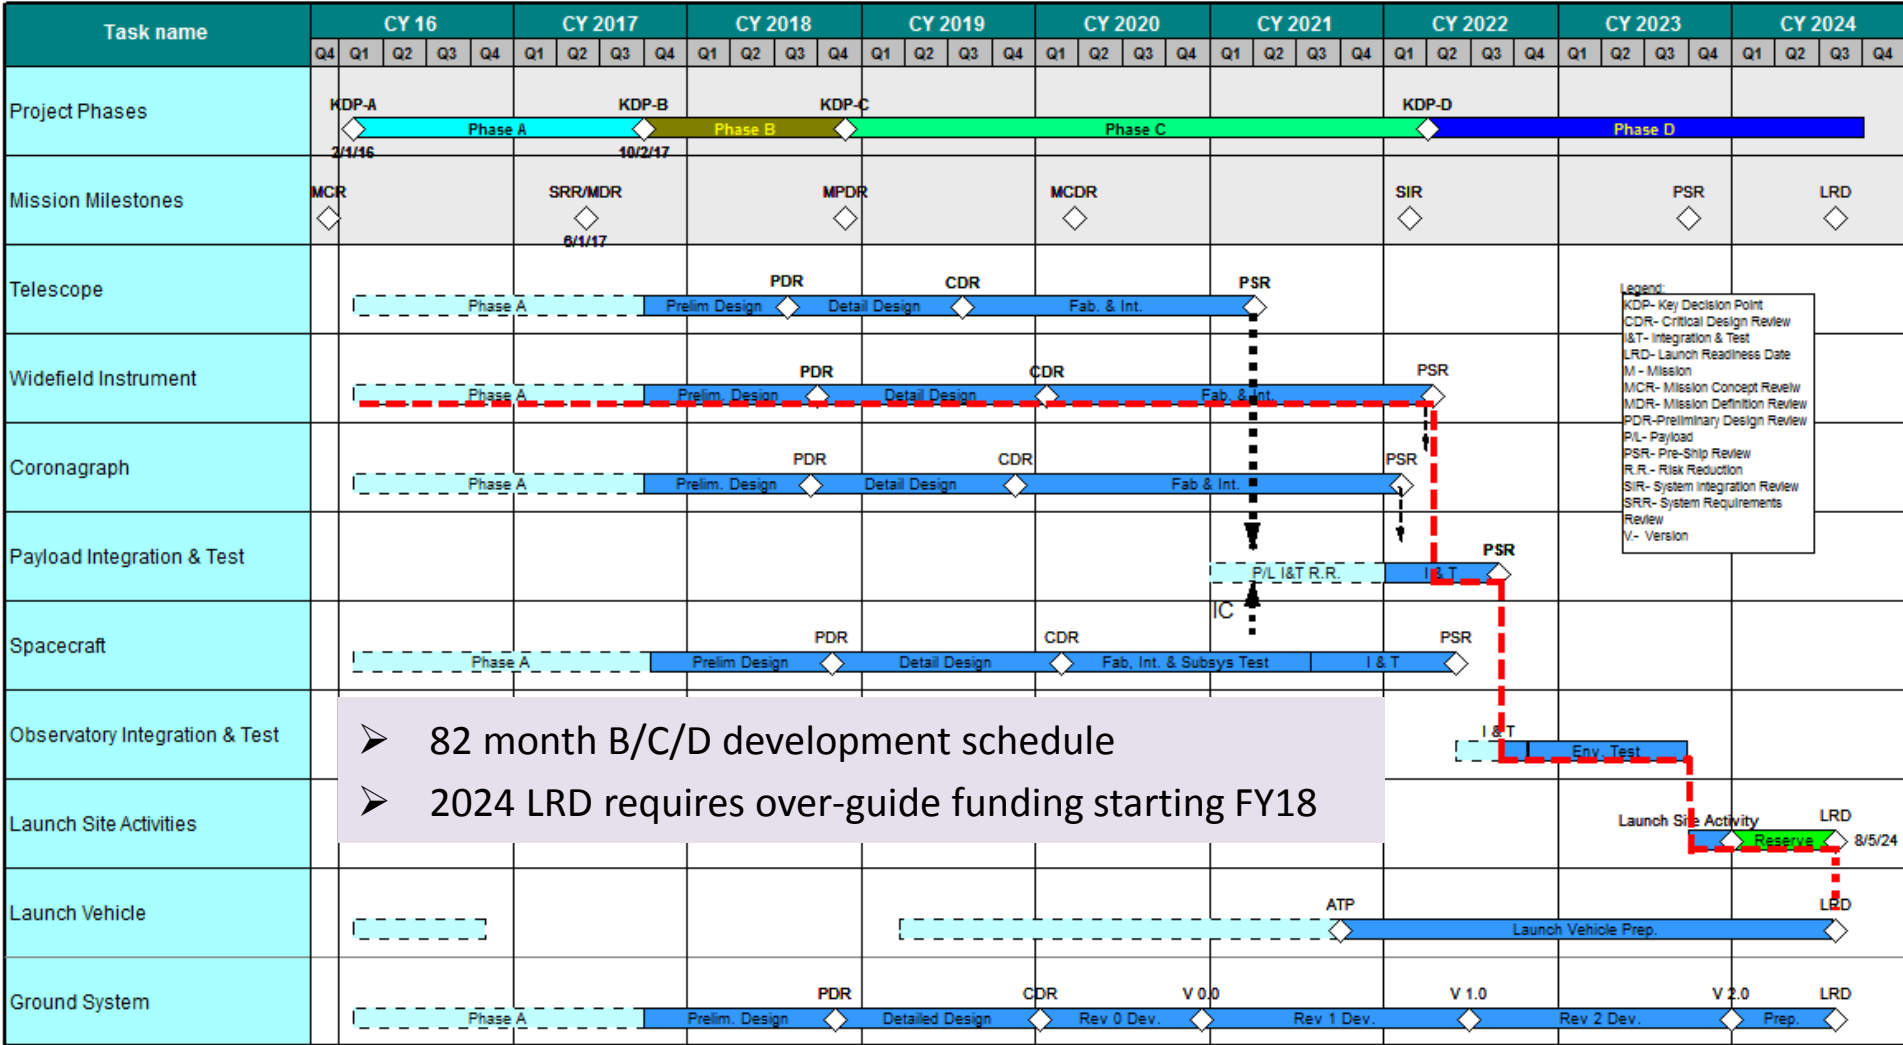 Task name
CY 16 CY 2017 CY 2018 CY 2019 CY 2020 CY 2021 CY 2022 CY 2023 CY 2024
Q4 Q1 Q2 Q3 Q4 Q1 Q2 Q3 Q4 Q1 Q2 Q3 Q4 Q1 Q2 Q3 Q4 Q1 Q2 Q3 Q4 Q1 Q2 Q3 Q4 Q1 Q2 Q3 Q4 Q1 Q2 Q3 Q4 Q1 Q2 Q3 Q4
Project Phases
KDP-A KDP-B KDP-C KDP-D
Phase A Phase B Phase C Phase D
2/1/16 10/2/17
Mission Milestones
MCR SRR/MDR MPDR MCDR SIR PSR LRD
6/1/17
Telescope
PDR CDR PSR
Phase A Prelim Design Detail Design Fab. & Int.
Widefield Instrument
PDR CDR PSR
Phase A Prelim. Design Detail Design Fab. & Int.
Coronagraph
PDR CDR PSR
Phase A Prelim. Design Detail Design Fab & Int.
Payload Integration & Test
PSR
P/L I&T R.R. I & T
IC
Spacecraft
PDR CDR PSR
Phase A Prelim Design Detail Design Fab, Int. & Subsys Test I & T
Observatory Integration & Test
I & T
Env. Test
➢ 82 month B/C/D development schedule
➢ 2024 LRD requires over-guide funding starting FY18
Launch Site Activities
Launch Site Activity LRD
Reserve 8/5/24
Launch Vehicle
ATP LRD
Launch Vehicle Prep.
Ground System
PDR CDR V 0.0 V 1.0 V 2.0 LRD
Phase A Prelim. Design Detailed Design Rev 0 Dev. Rev 1 Dev. Rev 2 Dev. Prep.
Legend:
KDP- Key Decision Point
CDR- Critical Design Review
I&T- Integration & Test
LRD- Launch Readiness Date
M - Mission
MCR- Mission Concept Reveiw
MDR- Mission Definition Review
PDR-Preliminary Design Review
P/L- Payload
PSR- Pre-Ship Review
R.R.- Risk Reduction
SIR- System Integration Review
SRR- System Requirements
Review
V.- Version